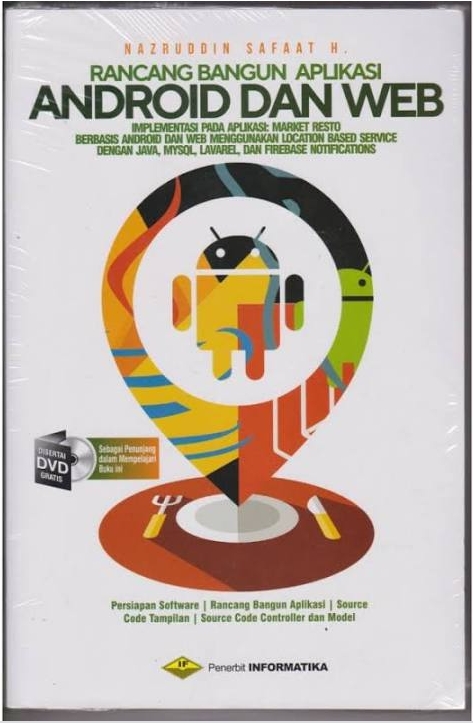 NAZRUDDIN SAFAAT H.
RANCANG BANGUN APLIKASI
ANDROID DAN WEB
IMPLEMENTASI PADA APLIKASI: MARKET RESTO
BERBASIS ANDROID DAN WEB MENGGUNAKAN LOCATION BASED SERVICE
DENGAN JAVA, MYSQL, LAVAREL, DAN FIREBASE NOTIFICATIONS
DISERTAI
DVD
GRATIS
Sebagai Penunjang
dalam Mempelajari
Buku ini
Persiapan Software | Rancang Bangun Aplikasi | Source
Code Tampilan | Source Code Controller dan Model
IF
Penerbit INFORMATIKA